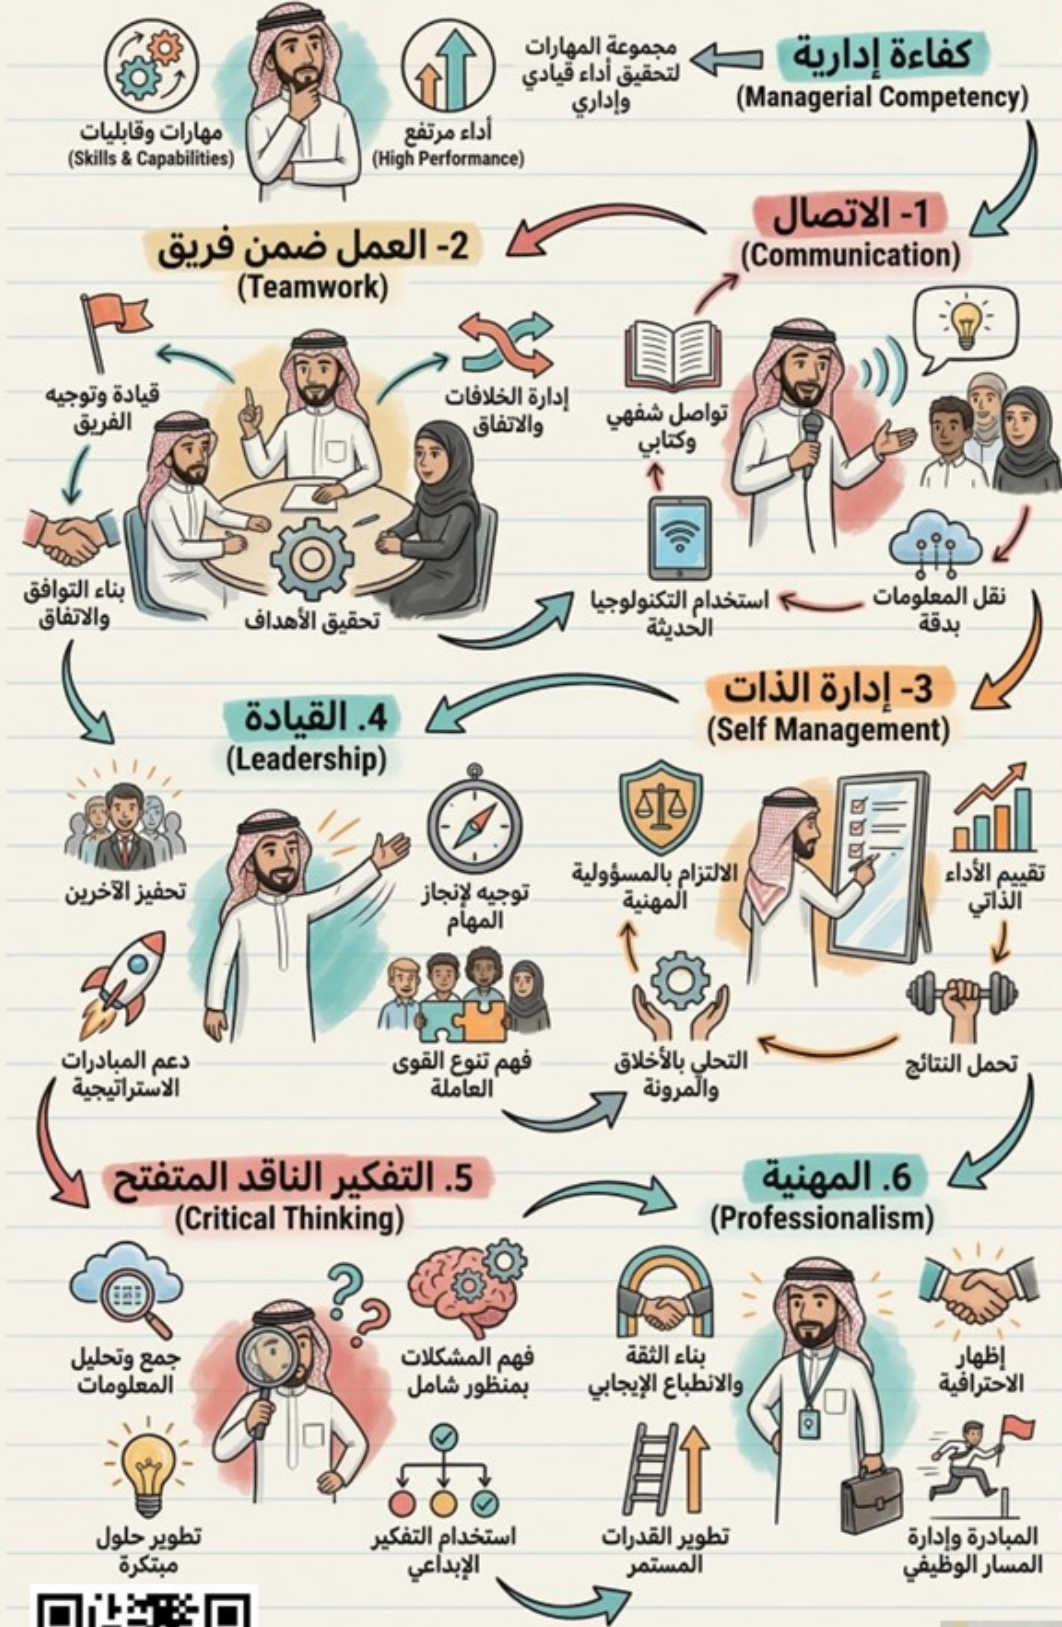 كفاءة إدارية
(Managerial Competency)
مجموعة المهارات
لتحقيق أداء قيادي
وإداري
أداء مرتفع
(High Performance)
مهارات وقابليات
(Skills & Capabilities)
1- الاتصال
(Communication)
تواصل شفهي
وكتابي
نقل المعلومات
بدقة
استخدام التكنولوجيا
الحديثة
2- العمل ضمن فريق
(Teamwork)
إدارة الخلافات
والاتفاق
قيادة وتوجيه
الفريق
بناء التوافق
والاتفاق
تحقيق الأهداف
3- إدارة الذات
(Self Management)
تقييم الأداء
الذاتي
الالتزام بالمسؤولية
المهنية
تحمل النتائج
التحلي بالأخلاق
والمرونة
4. القيادة
(Leadership)
توجيه لإنجاز
المهام
تحفيز الآخرين
فهم تنوع القوى
العاملة
دعم المبادرات
الاستراتيجية
5. التفكير الناقد المتفتح
(Critical Thinking)
فهم المشكلات
بمنظور شامل
جمع وتحليل
المعلومات
استخدام التفكير
الإبداعي
تطوير حلول
مبتكرة
6. المهنية
(Professionalism)
إظهار
الاحترافية
بناء الثقة
والانطباع الإيجابي
المبادرة وإدارة
المسار الوظيفي
تطوير القدرات
المستمر